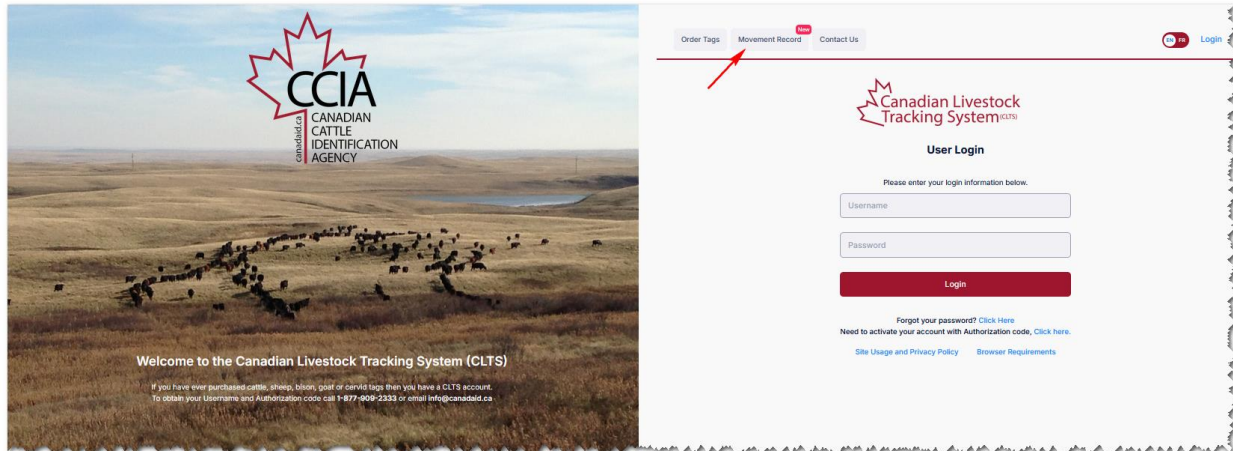 CCIA
CANADIAN
CATTLE
IDENTIFICATION
AGENCY
canadaid.ca
Welcome to the Canadian Livestock Tracking System (CLTS)
If you have ever purchased cattle, sheep, bison, goat or cervid tags then you have a CLTS account.
To obtain your Username and Authorization code call 1-877-909-2333 or email info@canadaid.ca
Order Tags
Movement Record
New
Contact Us
EN FR
Login
Canadian Livestock
Tracking System (CLTS)
User Login
Please enter your login information below.
Username
Password
Login
Forgot your password? Click Here
Need to activate your account with Authorization code, Click here.
Site Usage and Privacy Policy
Browser Requirements